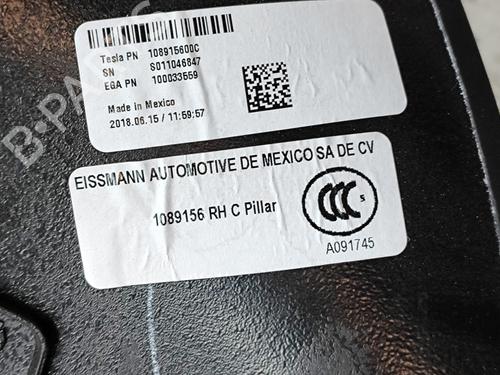 Tesla PN 108915600C
SN S011046847
EGA PN 100033559
Made in Mexico
2018.06.15 / 11:59:57
EISSMANN AUTOMOTIVE DE MEXICO SA DE CV
1089156 RH C Pillar
CCC S
A091745
B-PARTS